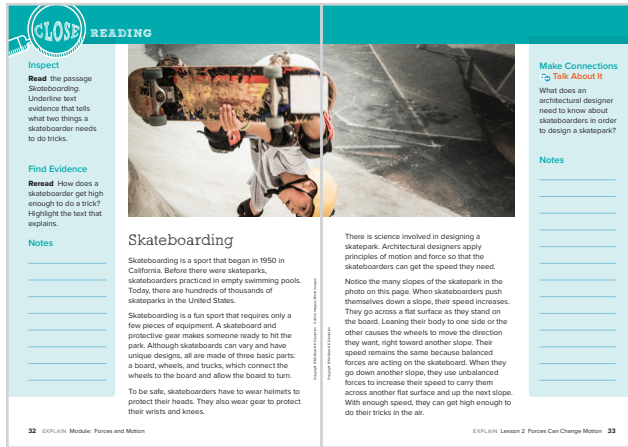 CLOSE READING
Inspect
Read the passage
Skateboarding.
Underline text
evidence that tells
what two things a
skateboarder needs
to do tricks.
Find Evidence
Reread How does a
skateboarder get high
enough to do a trick?
Highlight the text that
explains.
Notes
Skateboarding
Skateboarding is a sport that began in 1950 in
California. Before there were skateparks,
skateboarders practiced in empty swimming pools.
Today, there are hundreds of thousands of
skateparks in the United States.
Skateboarding is a fun sport that requires only a
few pieces of equipment. A skateboard and
protective gear makes someone ready to hit the
park. Although skateboards can vary and have
unique designs, all are made of three basic parts:
a board, wheels, and trucks, which connect the
wheels to the board and allow the board to turn.
To be safe, skateboarders have to wear helmets to
protect their heads. They also wear gear to protect
their wrists and knees.
32 EXPLAIN Module: Forces and Motion
There is science involved in designing a
skatepark. Architectural designers apply
principles of motion and force so that the
skateboarders can get the speed they need.
Notice the many slopes of the skatepark in the
photo on this page. When skateboarders push
themselves down a slope, their speed increases.
They go across a flat surface as they stand on
the board. Leaning their body to one side or the
other causes the wheels to move the direction
they want, right toward another slope. Their
speed remains the same because balanced
forces are acting on the skateboard. When they
go down another slope, they use unbalanced
forces to increase their speed to carry them
across another flat surface and up the next slope.
With enough speed, they can get high enough to
do their tricks in the air.
Make Connections
Talk About It
What does an
architectural designer
need to know about
skateboarders in order
to design a skatepark?
Notes
EXPLAIN Lesson 2 Forces Can Change Motion 33